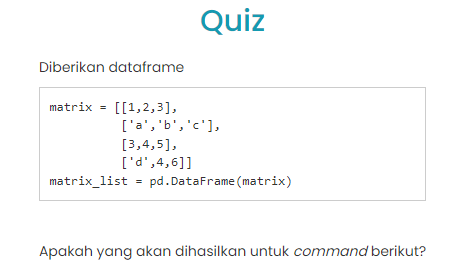 Quiz
Diberikan dataframe
matrix = [[1,2,3],
['a','b','c'],
[3,4,5],
['d',4,6]]
matrix_list = pd.DataFrame(matrix)
Apakah yang akan dihasilkan untuk command berikut?